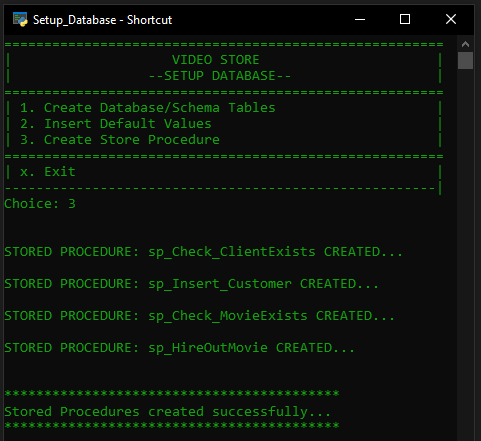 Setup_Database - Shortcut
======================================================
| VIDEO STORE |
| --SETUP DATABASE-- |
======================================================
| 1. Create Database/Schema Tables |
| 2. Insert Default Values |
| 3. Create Store Procedure |
======================================================
| x. Exit |
------------------------------------------------------|
Choice: 3
STORED PROCEDURE: sp_Check_ClientExists CREATED...
STORED PROCEDURE: sp_Insert_Customer CREATED...
STORED PROCEDURE: sp_Check_MovieExists CREATED...
STORED PROCEDURE: sp_HireOutMovie CREATED...
******************************************
Stored Procedures created successfully...
******************************************